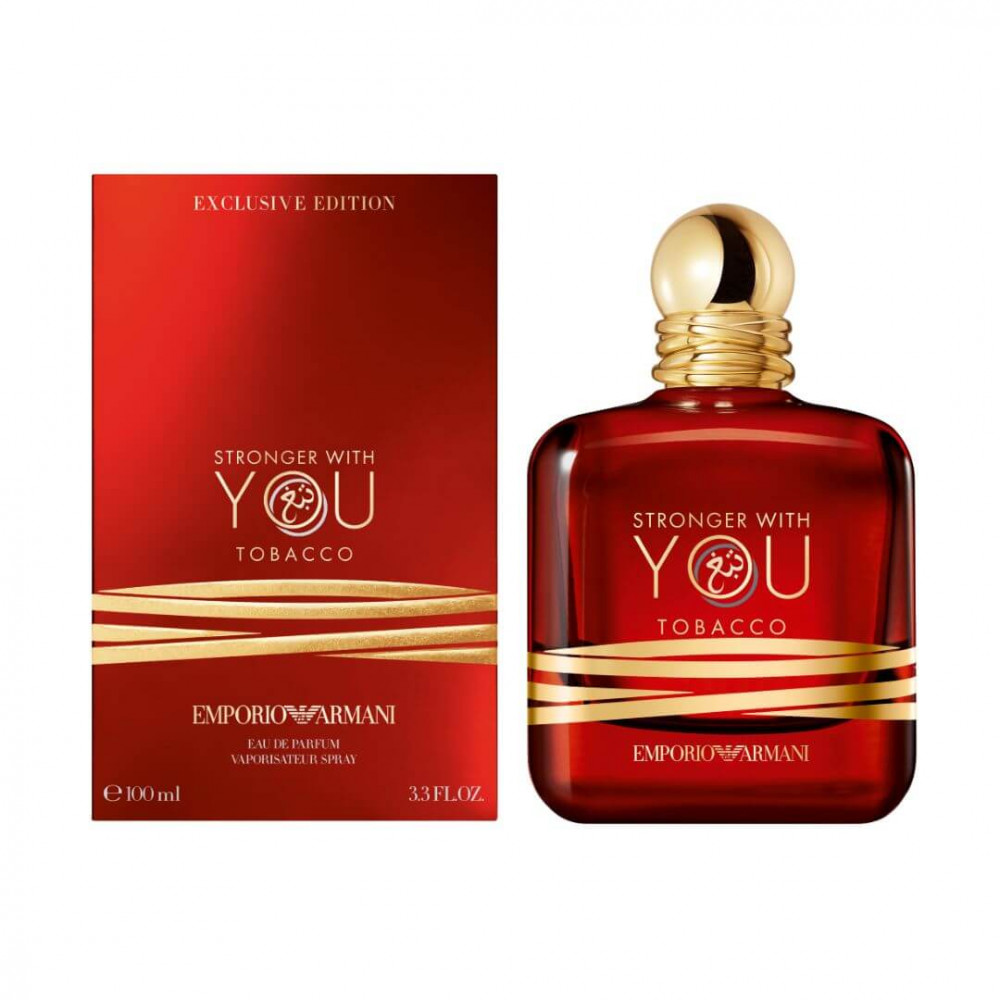 EXCLUSIVE EDITION
STRONGER WITH
YOU
تبغ
TOBACCO
EMPORIO ARMANI
EAU DE PARFUM
VAPORISATEUR SPRAY
℮ 100 ml 3.3 FL.OZ.
STRONGER WITH
YOU
تبغ
TOBACCO
EMPORIO ARMANI